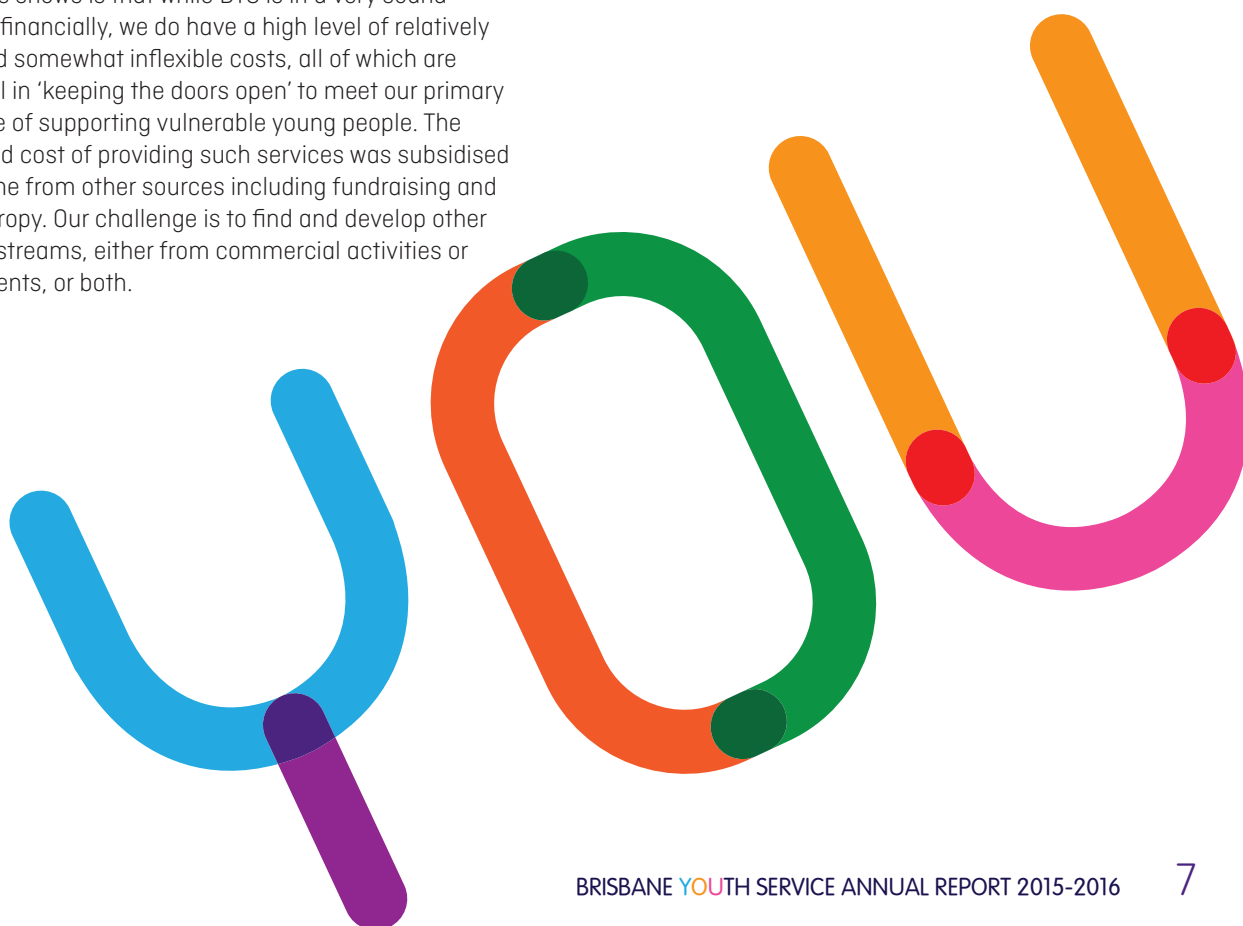 financially, we do have a high level of relatively
somewhat inflexible costs, all of which are
in ‘keeping the doors open’ to meet our primary
of supporting vulnerable young people. The
cost of providing such services was subsidised
from other sources including fundraising and
Our challenge is to find and develop other
streams, either from commercial activities or
or both.
YOU
BRISBANE YOUTH SERVICE ANNUAL REPORT 2015-2016 7